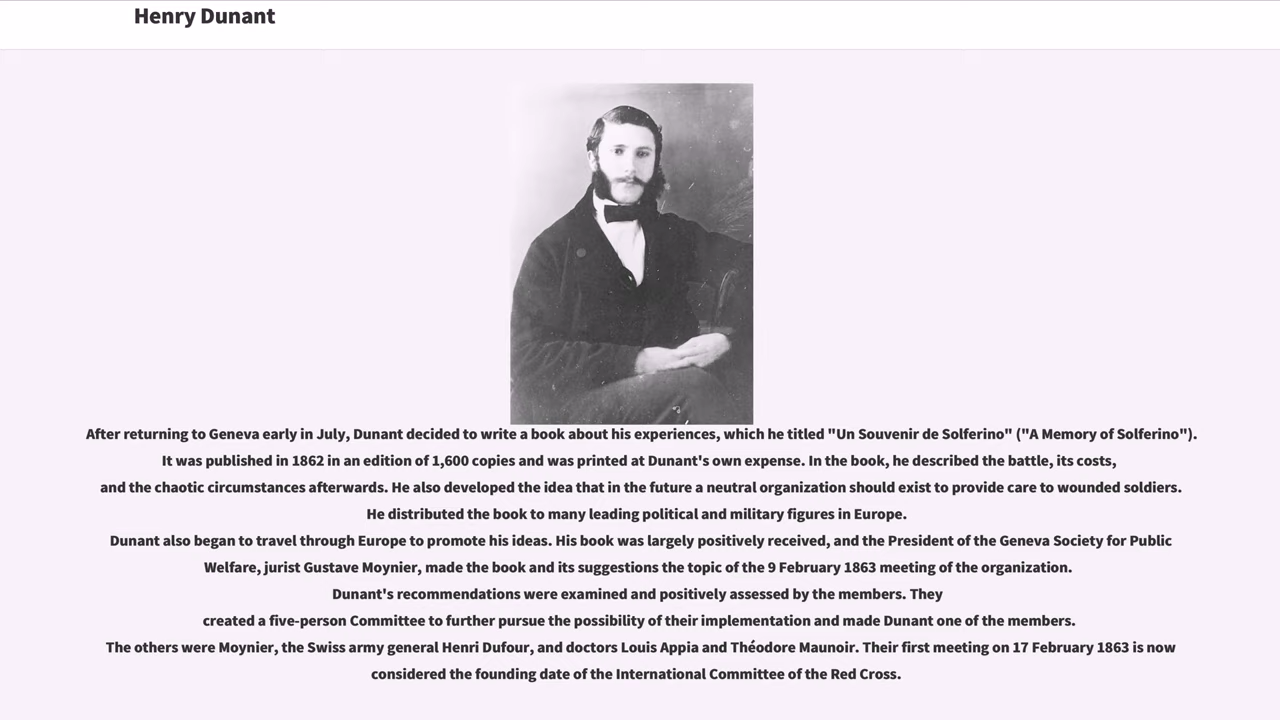 Henry Dunant
After returning to Geneva early in July, Dunant decided to write a book about his experiences, which he titled "Un Souvenir de Solferino" ("A Memory of Solferino").
It was published in 1862 in an edition of 1,600 copies and was printed at Dunant's own expense. In the book, he described the battle, its costs,
and the chaotic circumstances afterwards. He also developed the idea that in the future a neutral organization should exist to provide care to wounded soldiers.
He distributed the book to many leading political and military figures in Europe.
Dunant also began to travel through Europe to promote his ideas. His book was largely positively received, and the President of the Geneva Society for Public
Welfare, jurist Gustave Moynier, made the book and its suggestions the topic of the 9 February 1863 meeting of the organization.
Dunant's recommendations were examined and positively assessed by the members. They
created a five-person Committee to further pursue the possibility of their implementation and made Dunant one of the members.
The others were Moynier, the Swiss army general Henri Dufour, and doctors Louis Appia and Théodore Maunoir. Their first meeting on 17 February 1863 is now
considered the founding date of the International Committee of the Red Cross.